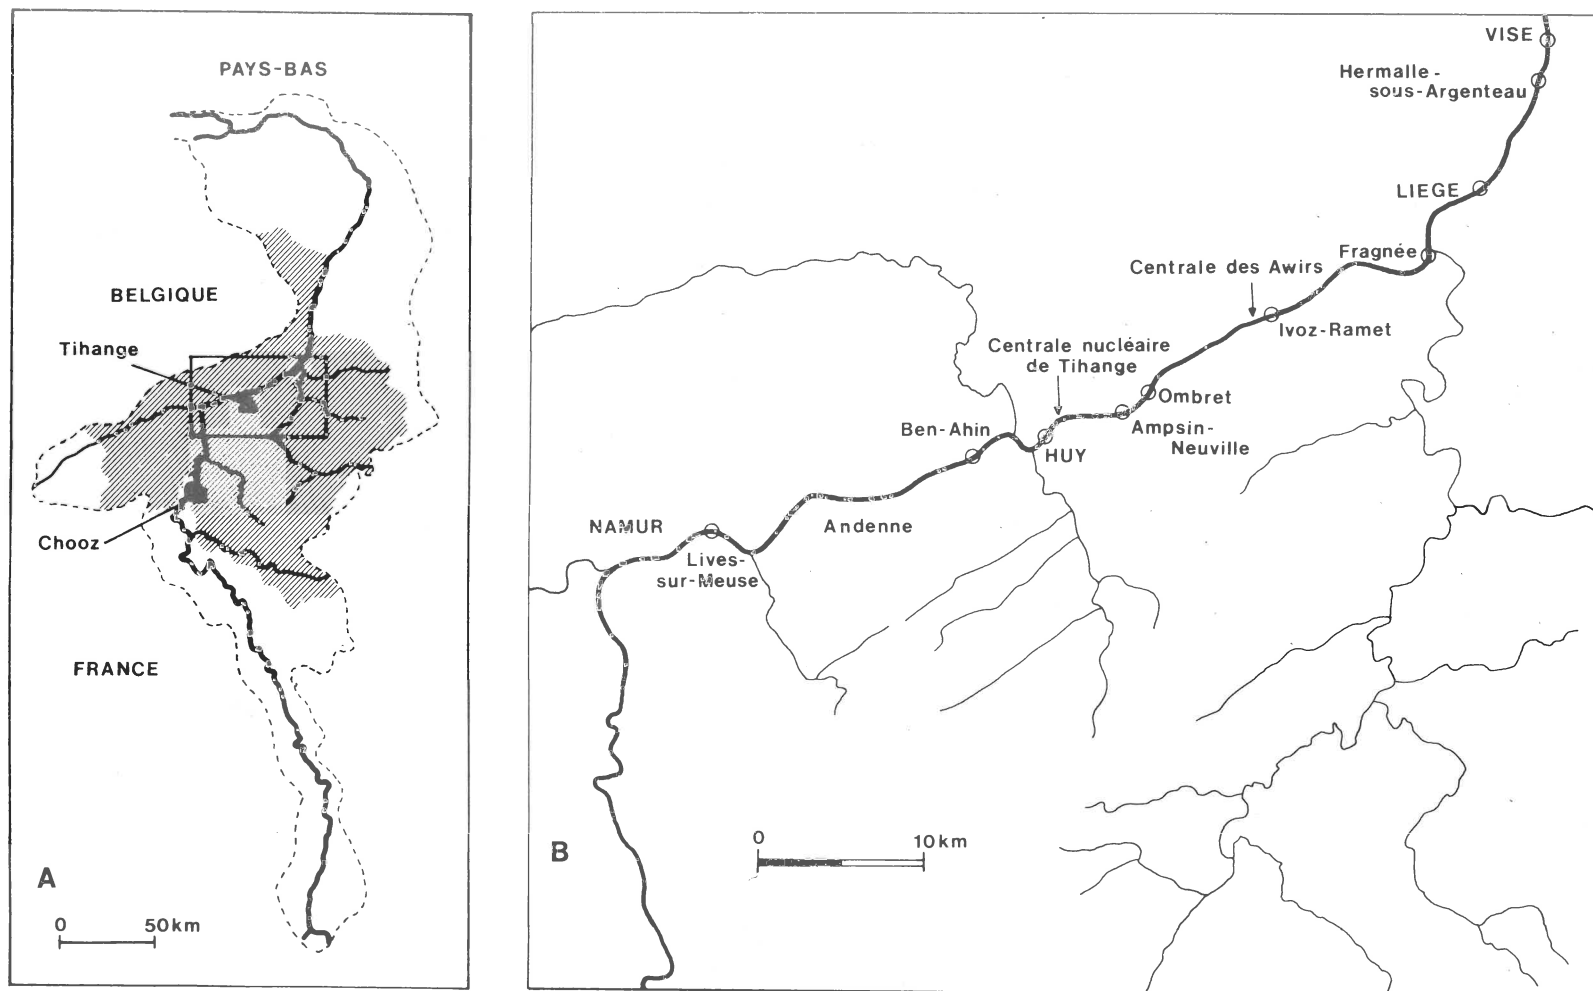 PAYS-BAS
BELGIQUE
Tihange
Chooz
FRANCE
A
0 50km
VISE
Hermalle-
sous-Argenteau
LIEGE
Fragnée
Centrale des Awirs
Ivoz-Ramet
Centrale nucléaire
de Tihange
Ombret
Ampsin-
Neuville
Ben-Ahin
HUY
Andenne
NAMUR
Lives-
sur-Meuse
B
0 10km